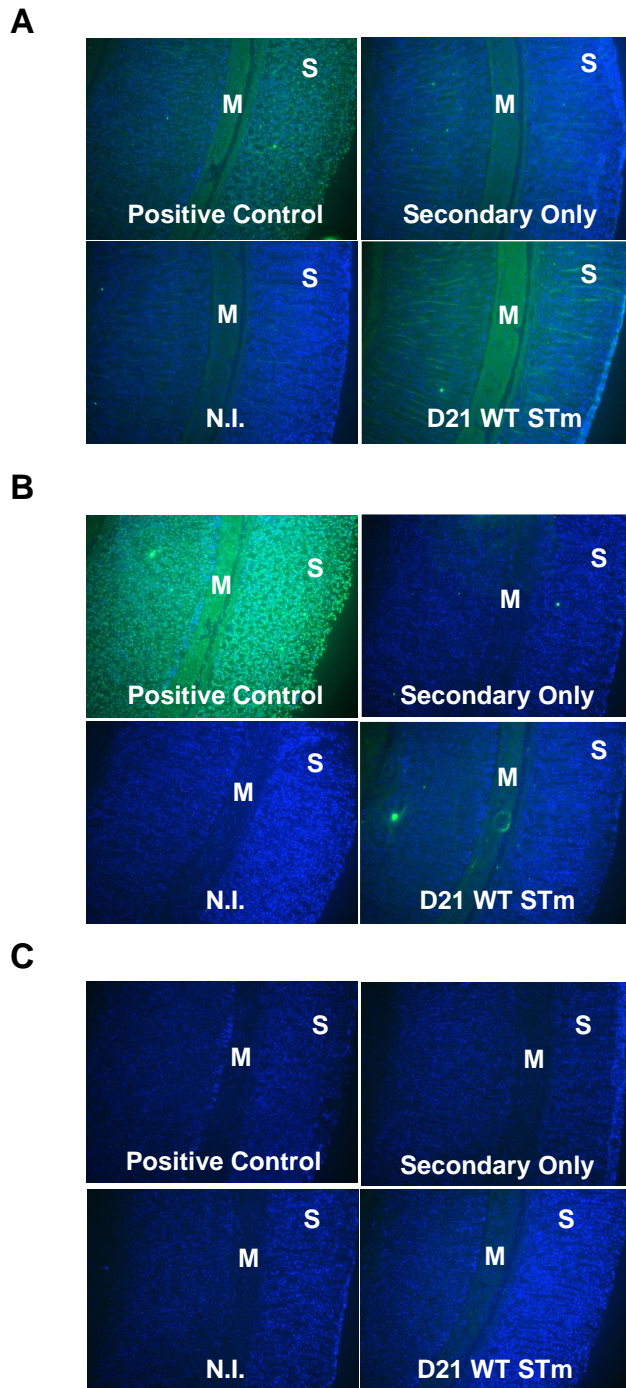 A
S
M
Positive Control
S
M
Secondary Only
S
M
N.I.
S
M
D21 WT STm
B
S
M
Positive Control
S
M
Secondary Only
S
M
N.I.
S
M
D21 WT STm
C
S
M
Positive Control
S
M
Secondary Only
S
M
N.I.
S
M
D21 WT STm